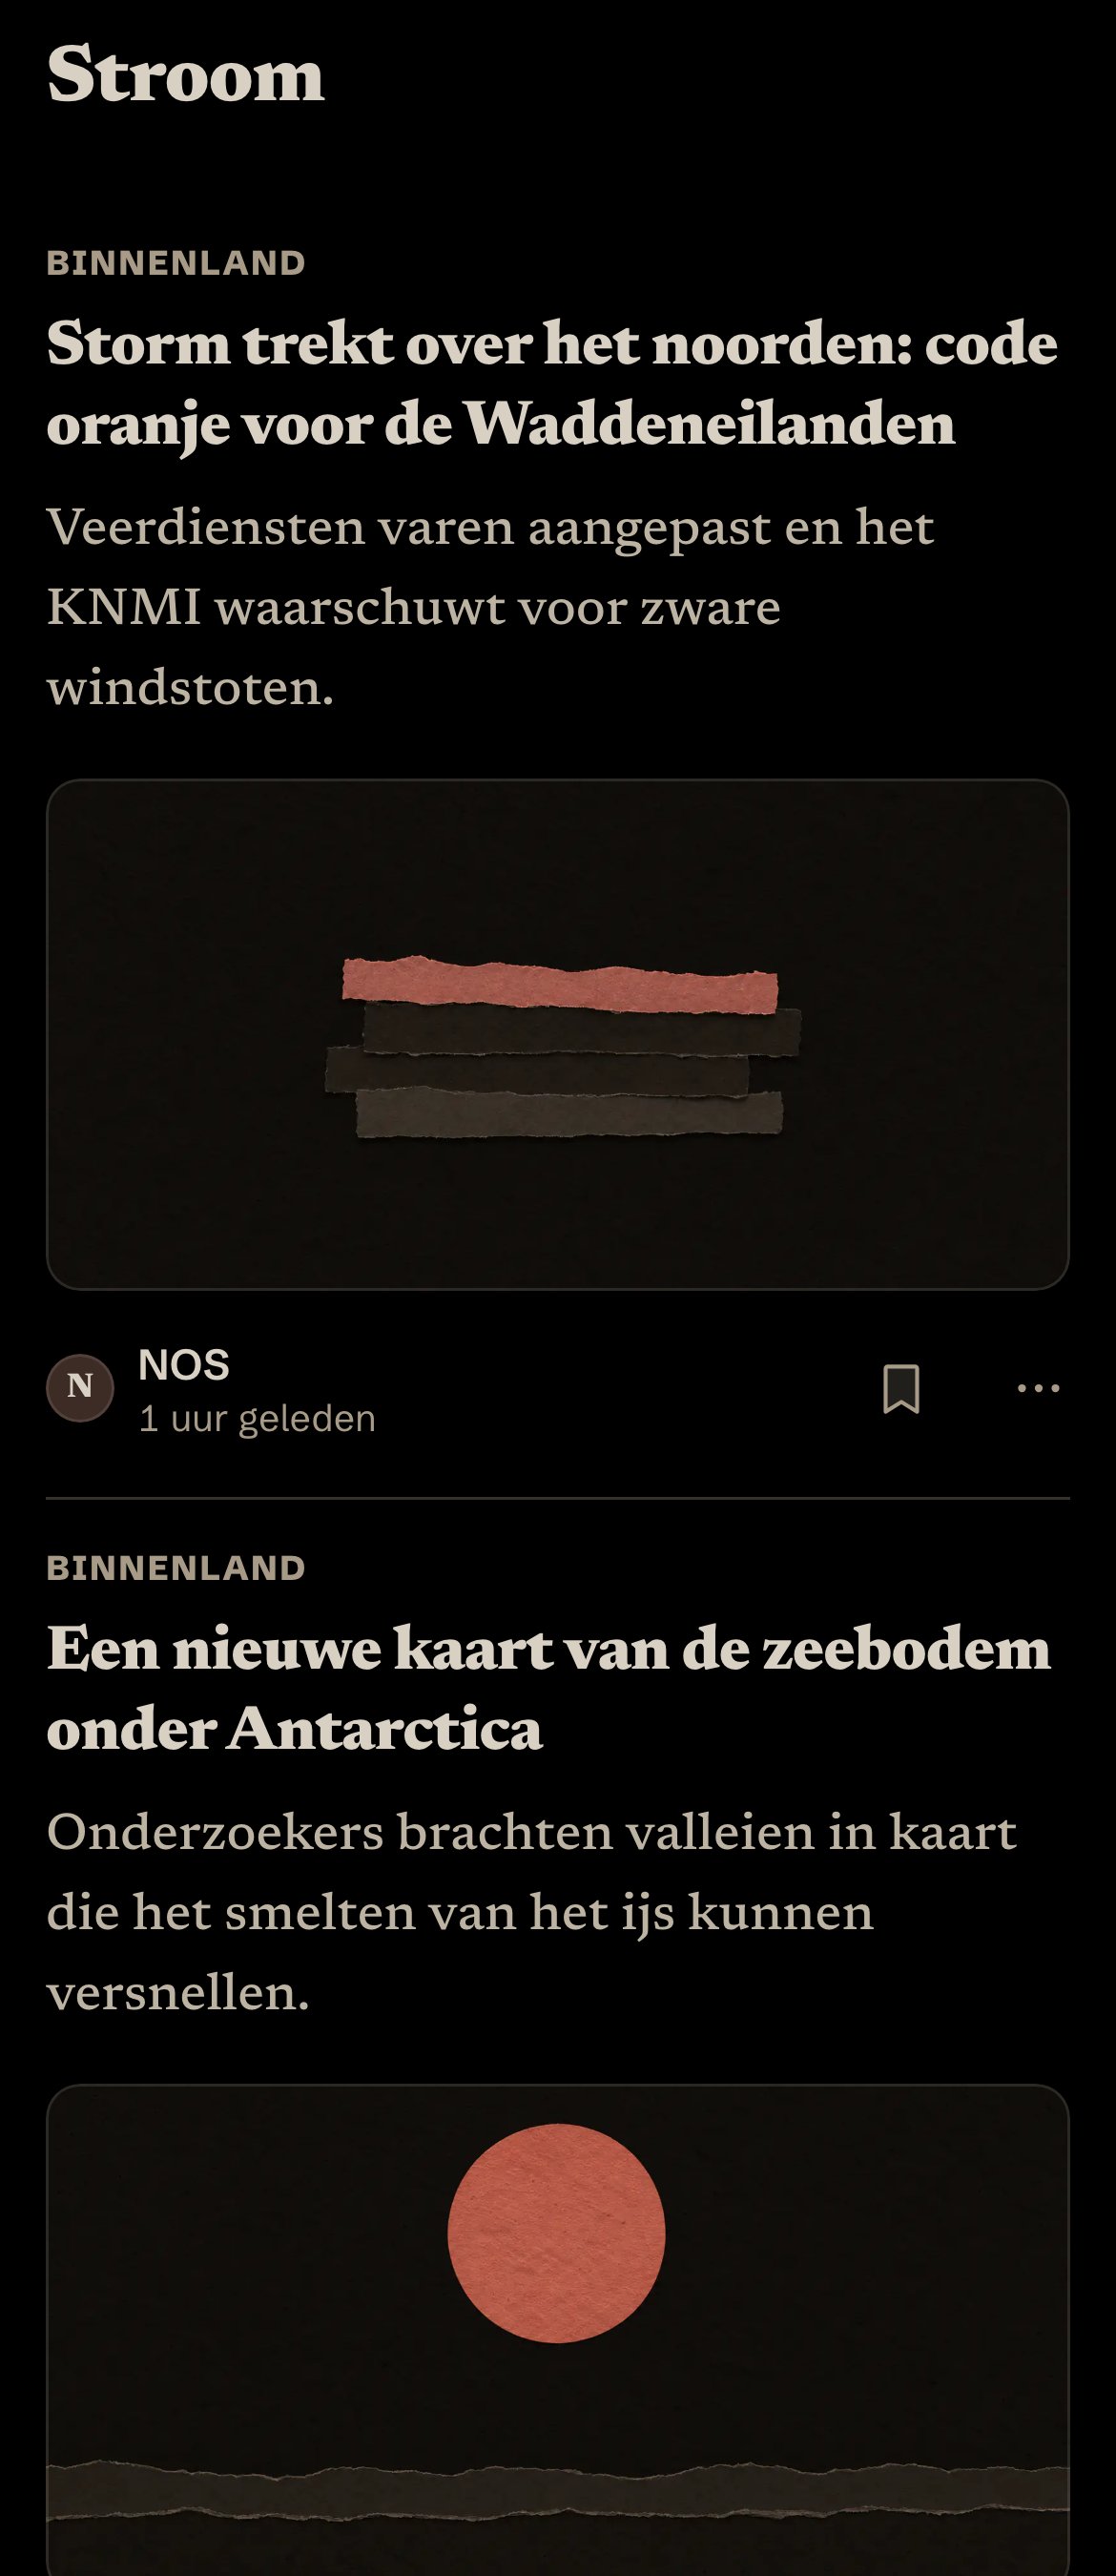 Stroom
BINNENLAND
Storm trekt over het noorden: code
oranje voor de Waddeneilanden
Veerdiensten varen aangepast en het
KNMI waarschuwt voor zware
windstoten.
N
NOS
1 uur geleden
BINNENLAND
Een nieuwe kaart van de zeebodem
onder Antarctica
Onderzoekers brachten valleien in kaart
die het smelten van het ijs kunnen
versnellen.